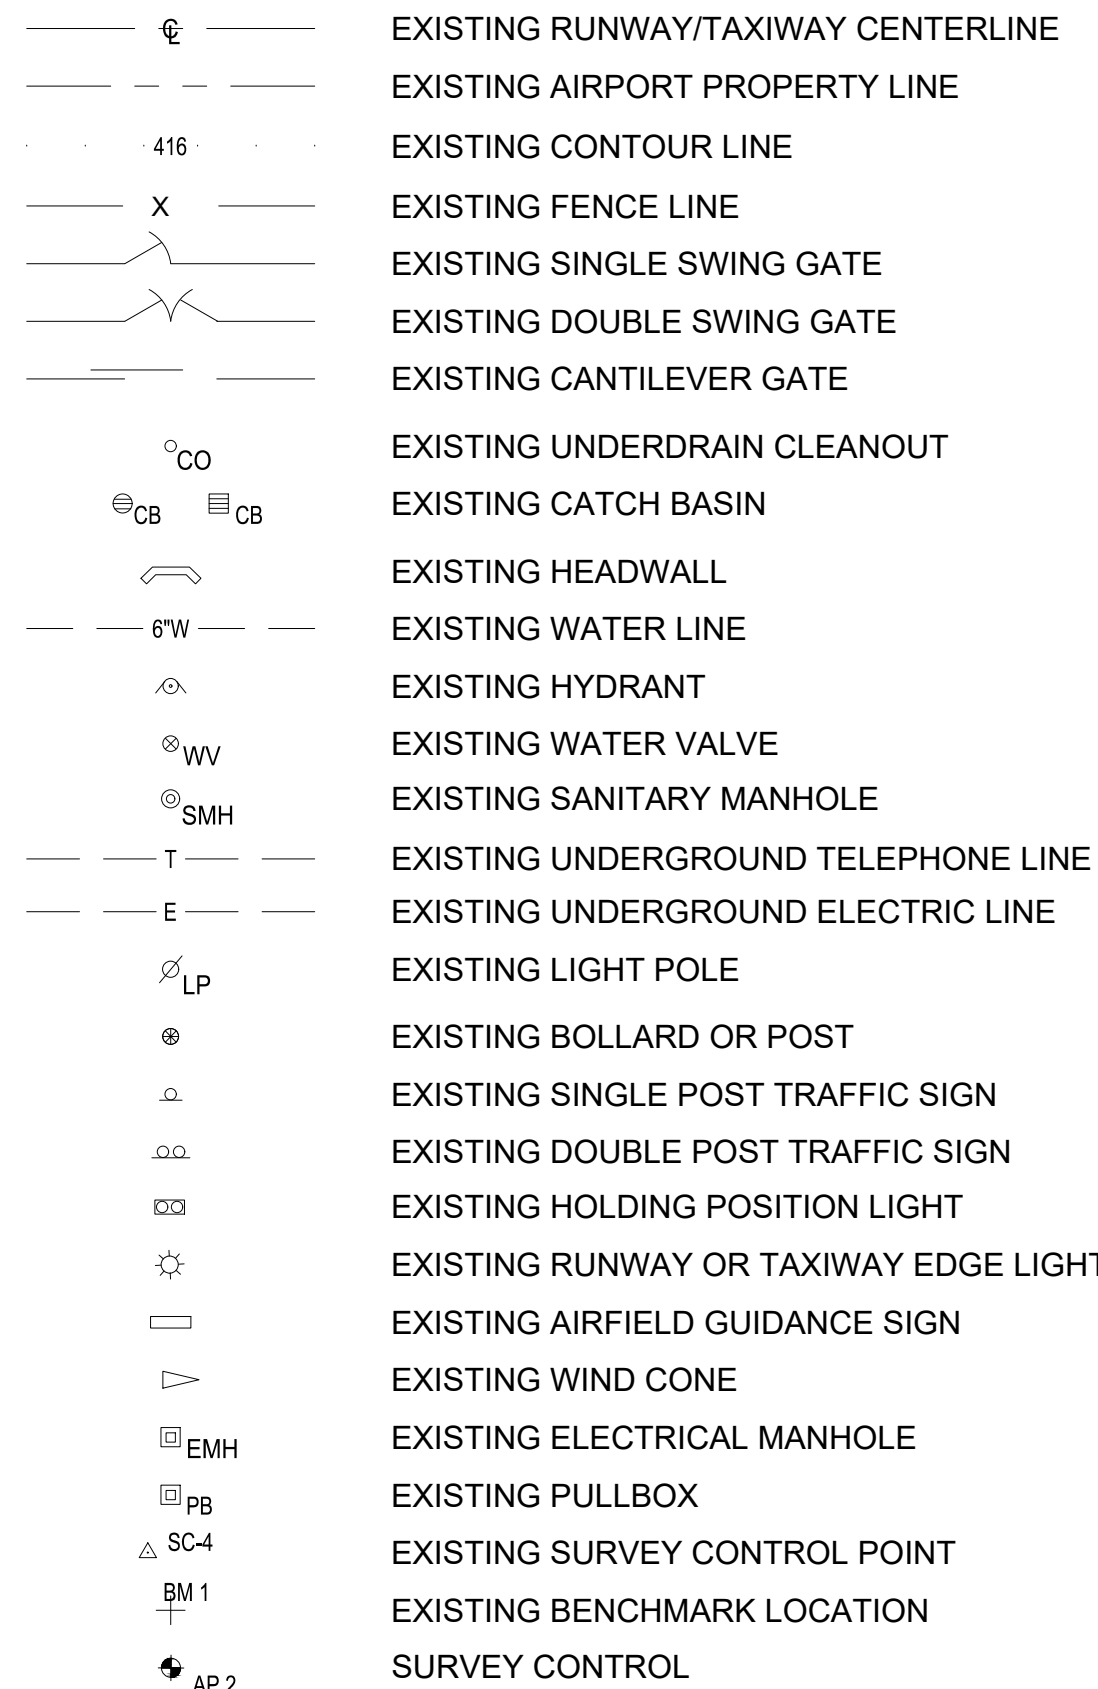 ℄ EXISTING RUNWAY/TAXIWAY CENTERLINE
EXISTING AIRPORT PROPERTY LINE
416 EXISTING CONTOUR LINE
X EXISTING FENCE LINE
EXISTING SINGLE SWING GATE
EXISTING DOUBLE SWING GATE
EXISTING CANTILEVER GATE
CO EXISTING UNDERDRAIN CLEANOUT
CB CB EXISTING CATCH BASIN
EXISTING HEADWALL
6"W EXISTING WATER LINE
EXISTING HYDRANT
WV EXISTING WATER VALVE
SMH EXISTING SANITARY MANHOLE
T EXISTING UNDERGROUND TELEPHONE LINE
E EXISTING UNDERGROUND ELECTRIC LINE
LP EXISTING LIGHT POLE
EXISTING BOLLARD OR POST
EXISTING SINGLE POST TRAFFIC SIGN
EXISTING DOUBLE POST TRAFFIC SIGN
EXISTING HOLDING POSITION LIGHT
EXISTING RUNWAY OR TAXIWAY EDGE LIGHT
EXISTING AIRFIELD GUIDANCE SIGN
EXISTING WIND CONE
EMH EXISTING ELECTRICAL MANHOLE
PB EXISTING PULLBOX
SC-4 EXISTING SURVEY CONTROL POINT
BM 1 EXISTING BENCHMARK LOCATION
AP 2 SURVEY CONTROL